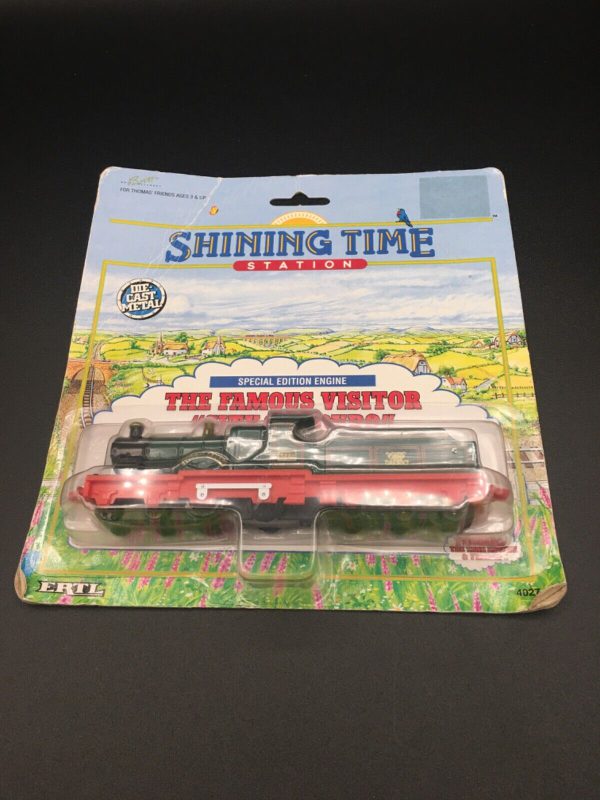 FOR THOMAS' FRIENDS AGES 3 & UP
SHINING TIME
STATION
™
DIE-
CAST
METAL
SPECIAL EDITION ENGINE
THE FAMOUS VISITOR
ERTL
4027